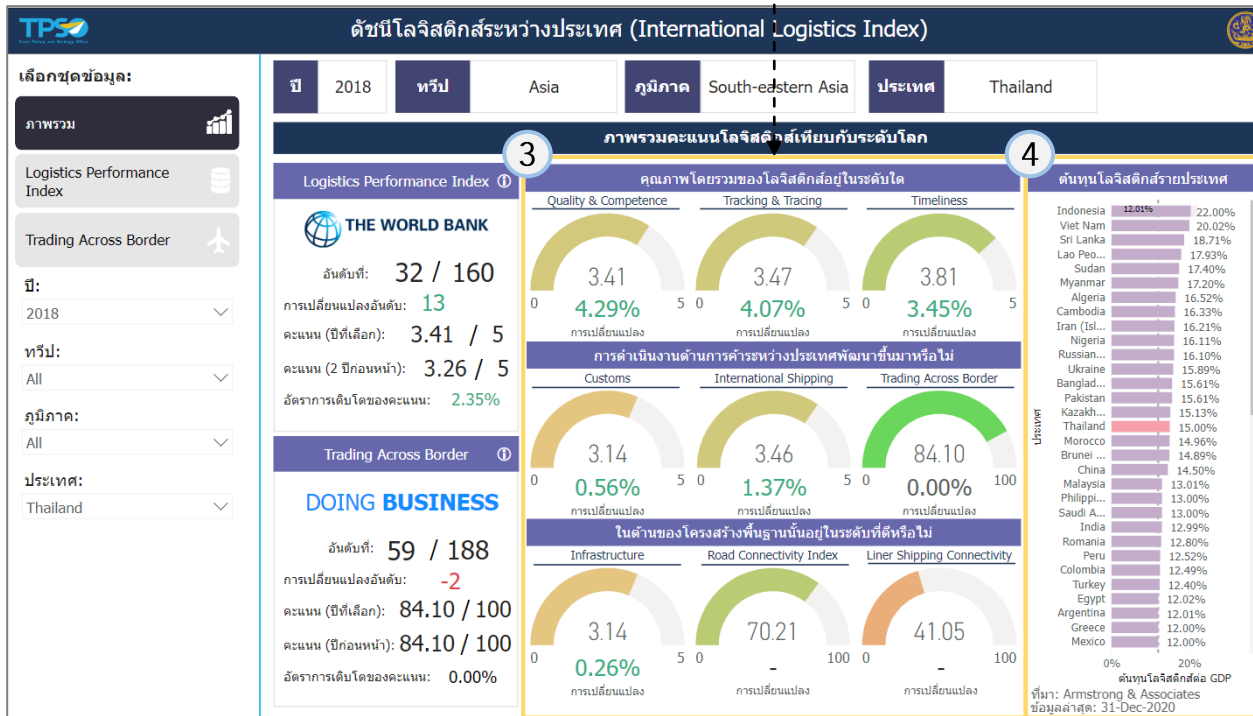 TPSO
ดัชนีโลจิสติกส์ระหว่างประเทศ (International Logistics Index)
เลือกชุดข้อมูล:
ภาพรวม
Logistics Performance
Index
Trading Across Border
ปี:
2018
ทวีป:
All
ภูมิภาค:
All
ประเทศ:
Thailand
ปี 2018 ทวีป Asia ภูมิภาค South-eastern Asia ประเทศ Thailand
ภาพรวมคะแนนโลจิสติกส์เทียบกับระดับโลก
Logistics Performance Index
THE WORLD BANK
อันดับที่: 32 / 160
การเปลี่ยนแปลงอันดับ: 13
คะแนน (ปีที่เลือก): 3.41 / 5
คะแนน (2 ปีก่อนหน้า): 3.26 / 5
อัตราการเติบโตของคะแนน: 2.35%
Trading Across Border
DOING BUSINESS
อันดับที่: 59 / 188
การเปลี่ยนแปลงอันดับ: -2
คะแนน (ปีที่เลือก): 84.10 / 100
คะแนน (ปีก่อนหน้า): 84.10 / 100
อัตราการเติบโตของคะแนน: 0.00%
3
คุณภาพโดยรวมของโลจิสติกส์อยู่ในระดับใด
Quality & Competence Tracking & Tracing Timeliness
3.41 3.47 3.81
0 5 0 5 0 5
4.29% 4.07% 3.45%
การเปลี่ยนแปลง การเปลี่ยนแปลง การเปลี่ยนแปลง
การดำเนินงานด้านการค้าระหว่างประเทศพัฒนาขึ้นมาหรือไม่
Customs International Shipping Trading Across Border
3.14 3.46 84.10
0 5 0 5 0 100
0.56% 1.37% 0.00%
การเปลี่ยนแปลง การเปลี่ยนแปลง การเปลี่ยนแปลง
ในด้านของโครงสร้างพื้นฐานนั้นอยู่ในระดับที่ดีหรือไม่
Infrastructure Road Connectivity Index Liner Shipping Connectivity
3.14 70.21 41.05
0 5 0 100 0 100
0.26% - -
การเปลี่ยนแปลง การเปลี่ยนแปลง การเปลี่ยนแปลง
4
ต้นทุนโลจิสติกส์รายประเทศ
12.01%
Indonesia 22.00%
Viet Nam 20.02%
Sri Lanka 18.71%
Lao Peo... 17.93%
Sudan 17.40%
Myanmar 17.20%
Algeria 16.52%
Cambodia 16.33%
Iran (Isl... 16.21%
Nigeria 16.11%
Russian... 16.10%
Ukraine 15.89%
Banglad... 15.61%
Pakistan 15.61%
Kazakh... 15.13%
Thailand 15.00%
Morocco 14.96%
Brunei ... 14.89%
China 14.50%
Malaysia 13.01%
Philippi... 13.00%
Saudi A... 13.00%
India 12.99%
Romania 12.80%
Peru 12.52%
Colombia 12.49%
Turkey 12.40%
Egypt 12.02%
Argentina 12.01%
Greece 12.00%
Mexico 12.00%
ประเทศ
0% 20%
ต้นทุนโลจิสติกส์ต่อ GDP
ที่มา: Armstrong & Associates
ข้อมูลล่าสุด: 31-Dec-2020